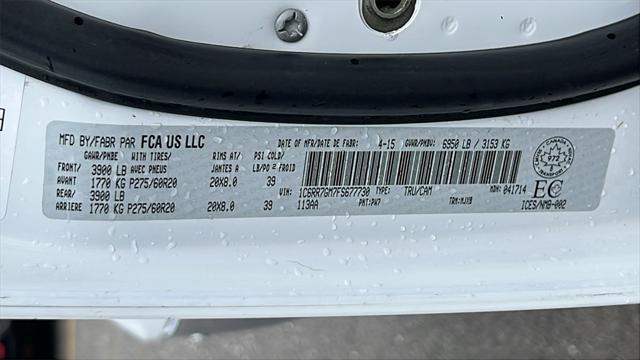 MFD BY/FABR PAR FCA US LLC DATE OF MFR/DATE DE FABR: 4-15 GVWR/PNBV: 6950 LB / 3153 KG
GAWR/PNBE WITH TIRES/ RIMS AT/ PSI COLD/
FRONT/ 3900 LB AVEC PNEUS JANTES A LB/PO² FROID
AVANT 1770 KG P275/60R20 20X8.0 39
REAR/ 3900 LB
ARRIERE 1770 KG P275/60R20 20X8.0 39
1C6RR7GM7FS677730 TYPE: TRU/CAM MDH: 041714
113AA PNT: PW7 TRM: MJX9
CANADA
972
EC
ICES/NMB-002